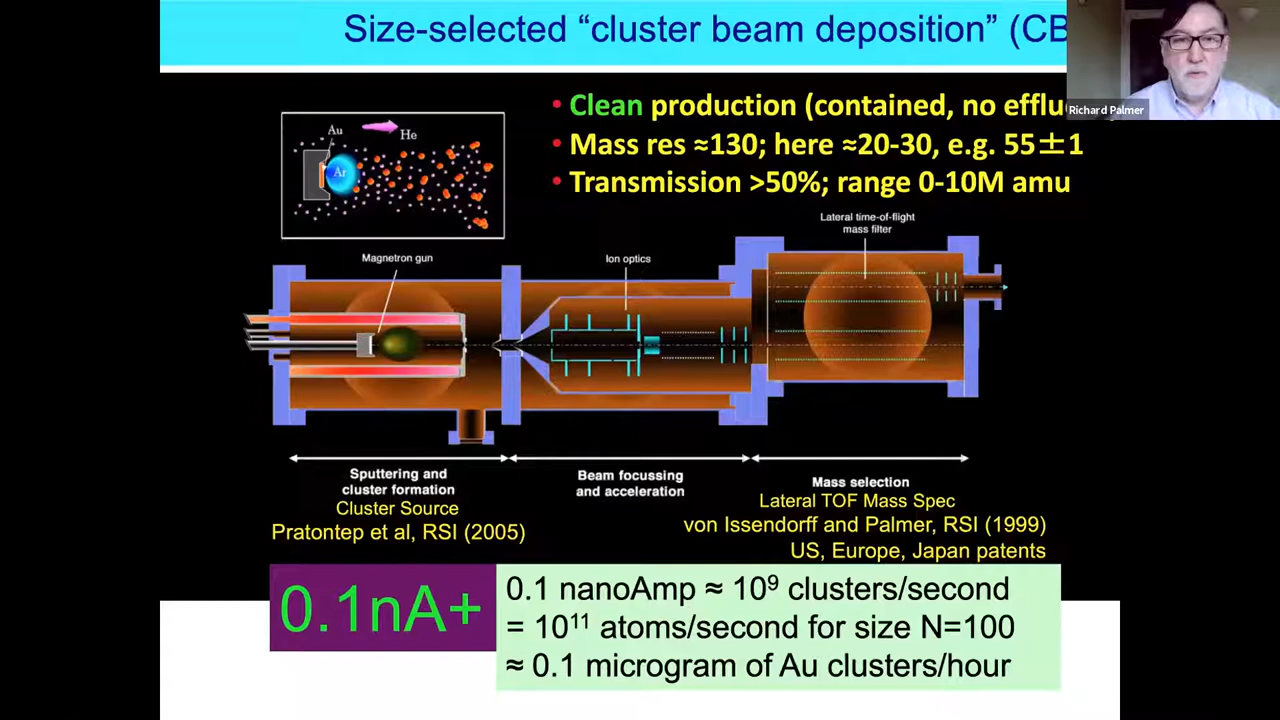 Size-selected “cluster beam deposition” (CB
Richard Palmer
• Clean production (contained, no efflu
• Mass res ≈130; here ≈20-30, e.g. 55±1
• Transmission >50%; range 0-10M amu
Au
He
Ar
Lateral time-of-flight
mass filter
Magnetron gun
Ion optics
Sputtering and
cluster formation
Cluster Source
Pratontep et al, RSI (2005)
Beam focussing
and acceleration
Mass selection
Lateral TOF Mass Spec
von Issendorff and Palmer, RSI (1999)
US, Europe, Japan patents
0.1nA+
0.1 nanoAmp ≈ 10⁹ clusters/second
= 10¹¹ atoms/second for size N=100
≈ 0.1 microgram of Au clusters/hour